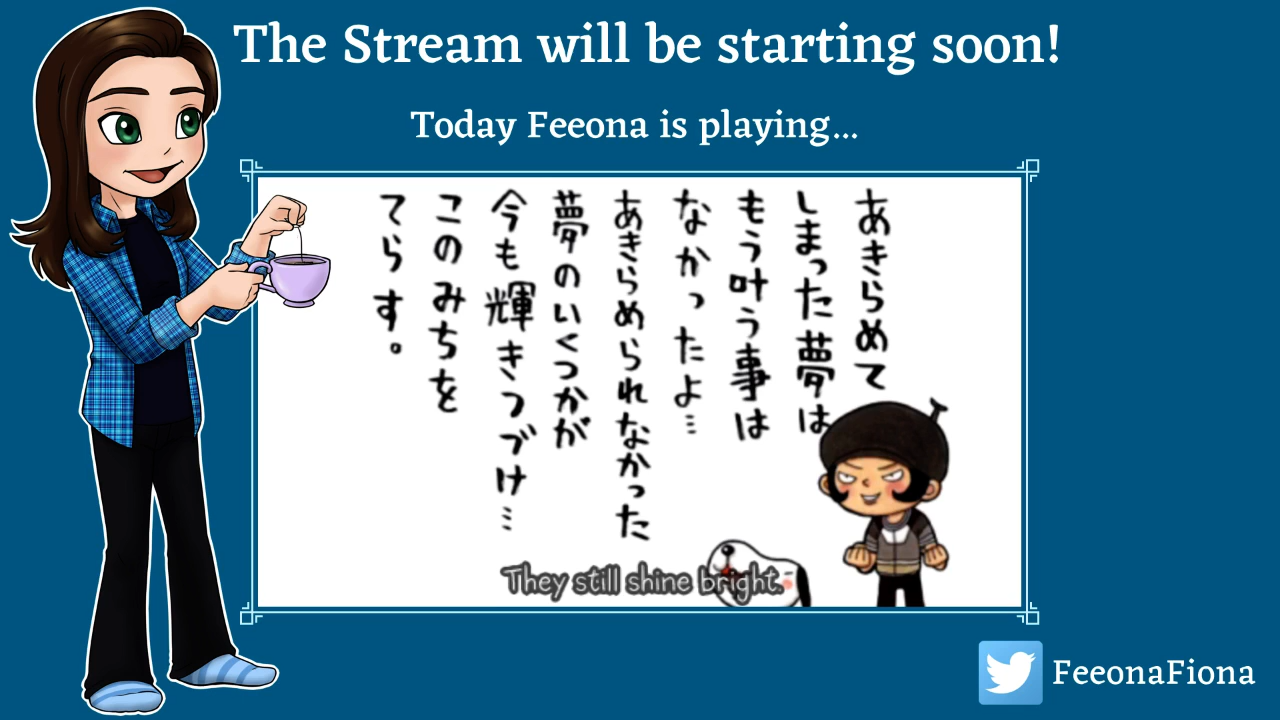 The Stream will be starting soon!
Today Feeona is playing...
あきらめて
しまった夢は
もう叶う事は
なかったよ…
あきらめられなかった
夢のいくつかが
今も輝きつづけ…
このみちを
てらす。
They still shine bright.
FeeonaFiona